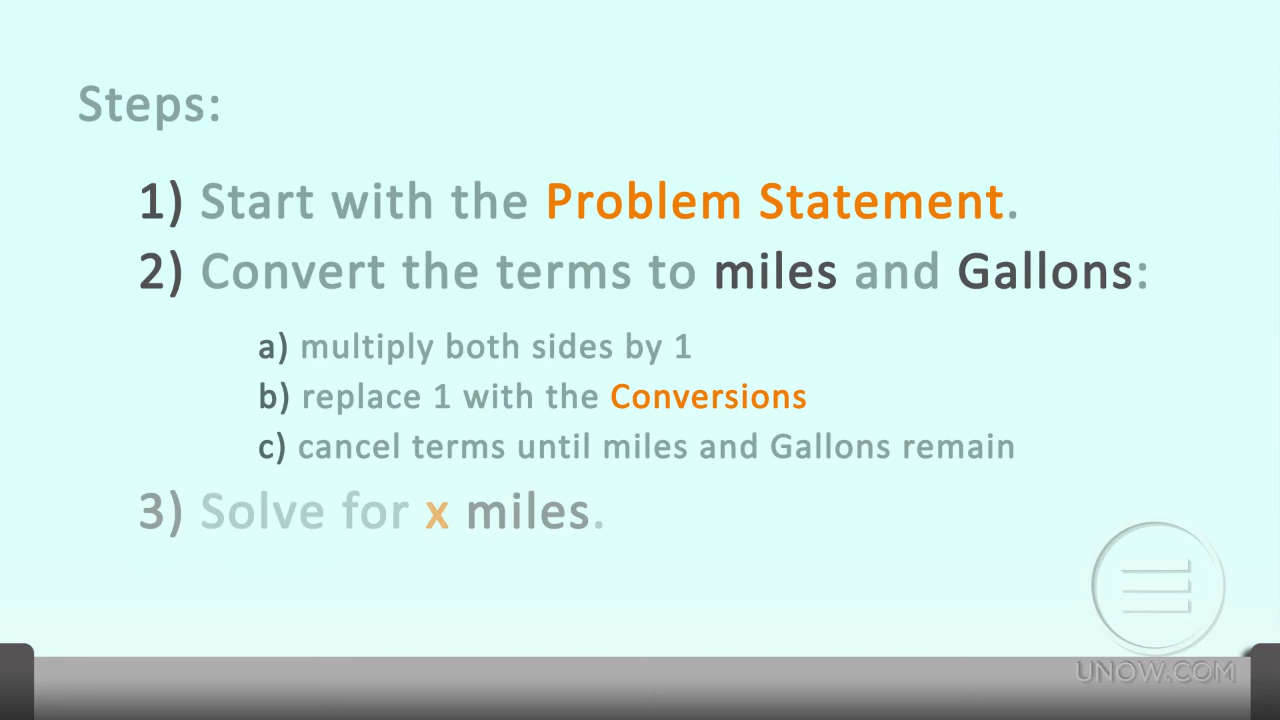 Steps:
1) Start with the Problem Statement.
2) Convert the terms to miles and Gallons:
a) multiply both sides by 1
b) replace 1 with the Conversions
c) cancel terms until miles and Gallons remain
3) Solve for x miles.
UNOW.COM